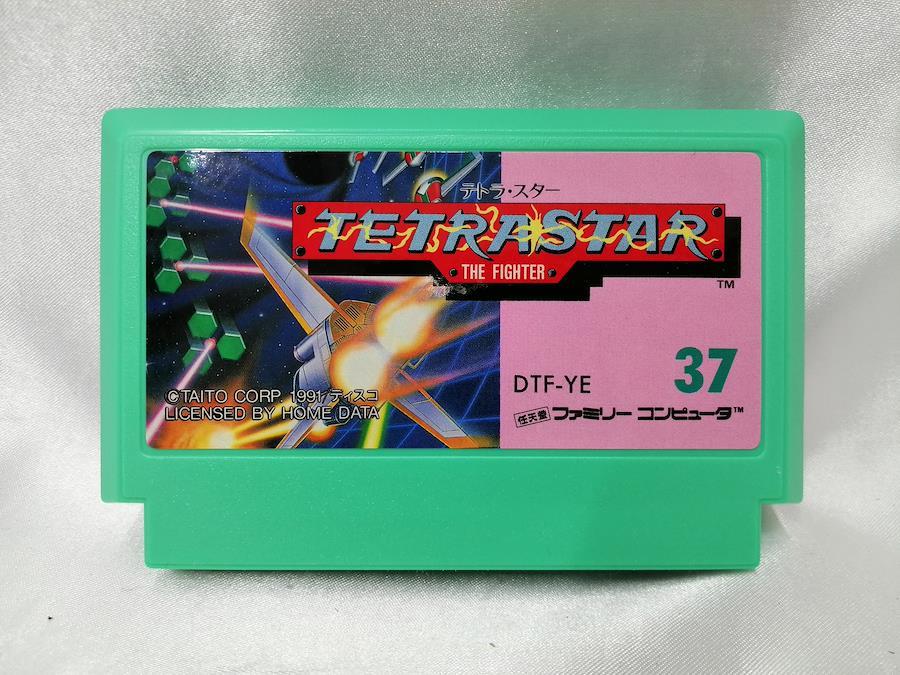 テトラ・スター
TETRASTAR
THE FIGHTER
TM
37
DTF-YE
任天堂 ファミリー コンピュータ™
©TAITO CORP. 1991/ディスコ
LICENSED BY HOME DATA